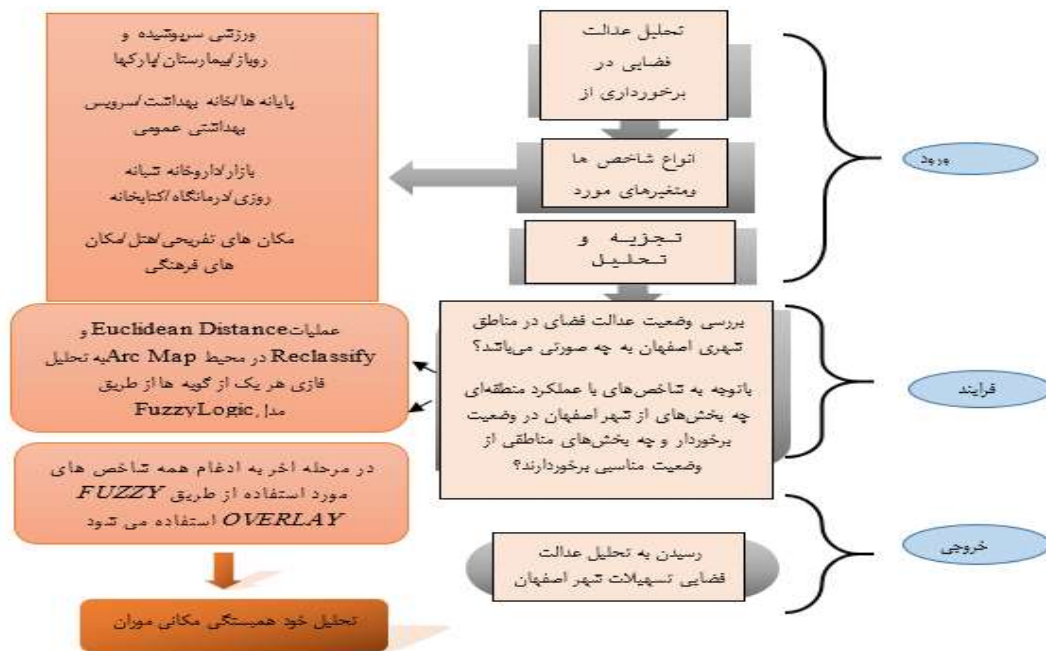 تحلیل عدالت
فضایی در
برخورداری از
انواع شاخص ها
ومتغیرهای مورد
تجزیه و
تحلیل
ورود
ورزشی سرپوشیده و
روباز/بیمارستان/پارکها
پایانه ها/خانه بهداشت/سرویس
بهداشتی عمومی
بازار/داروخانه شبانه
روزی/درمانگاه/کتابخانه
مکان های تفریحی/هتل/مکان
های فرهنگی
بررسی وضعیت عدالت فضای در مناطق
شهری اصفهان به چه صورتی می‌باشد؟
باتوجه به شاخص‌های با عملکرد منطقه‌ای
چه بخش‌های از شهر اصفهان در وضعیت
برخوردار و چه بخش‌های مناطقی از
وضعیت مناسبی برخوردارند؟
فرایند
عملیات Euclidean Distance و
Reclassify در محیط Arc Map به تحلیل
فازی هر یک از گویه ها از طریق
مدل FuzzyLogic
در مرحله اخر به ادغام همه شاخص های
مورد استفاده از طریق FUZZY
OVERLAY استفاده می شود
رسیدن به تحلیل عدالت
فضایی تسهیلات شهر اصفهان
خروجی
تحلیل خود همبستگی مکانی موران